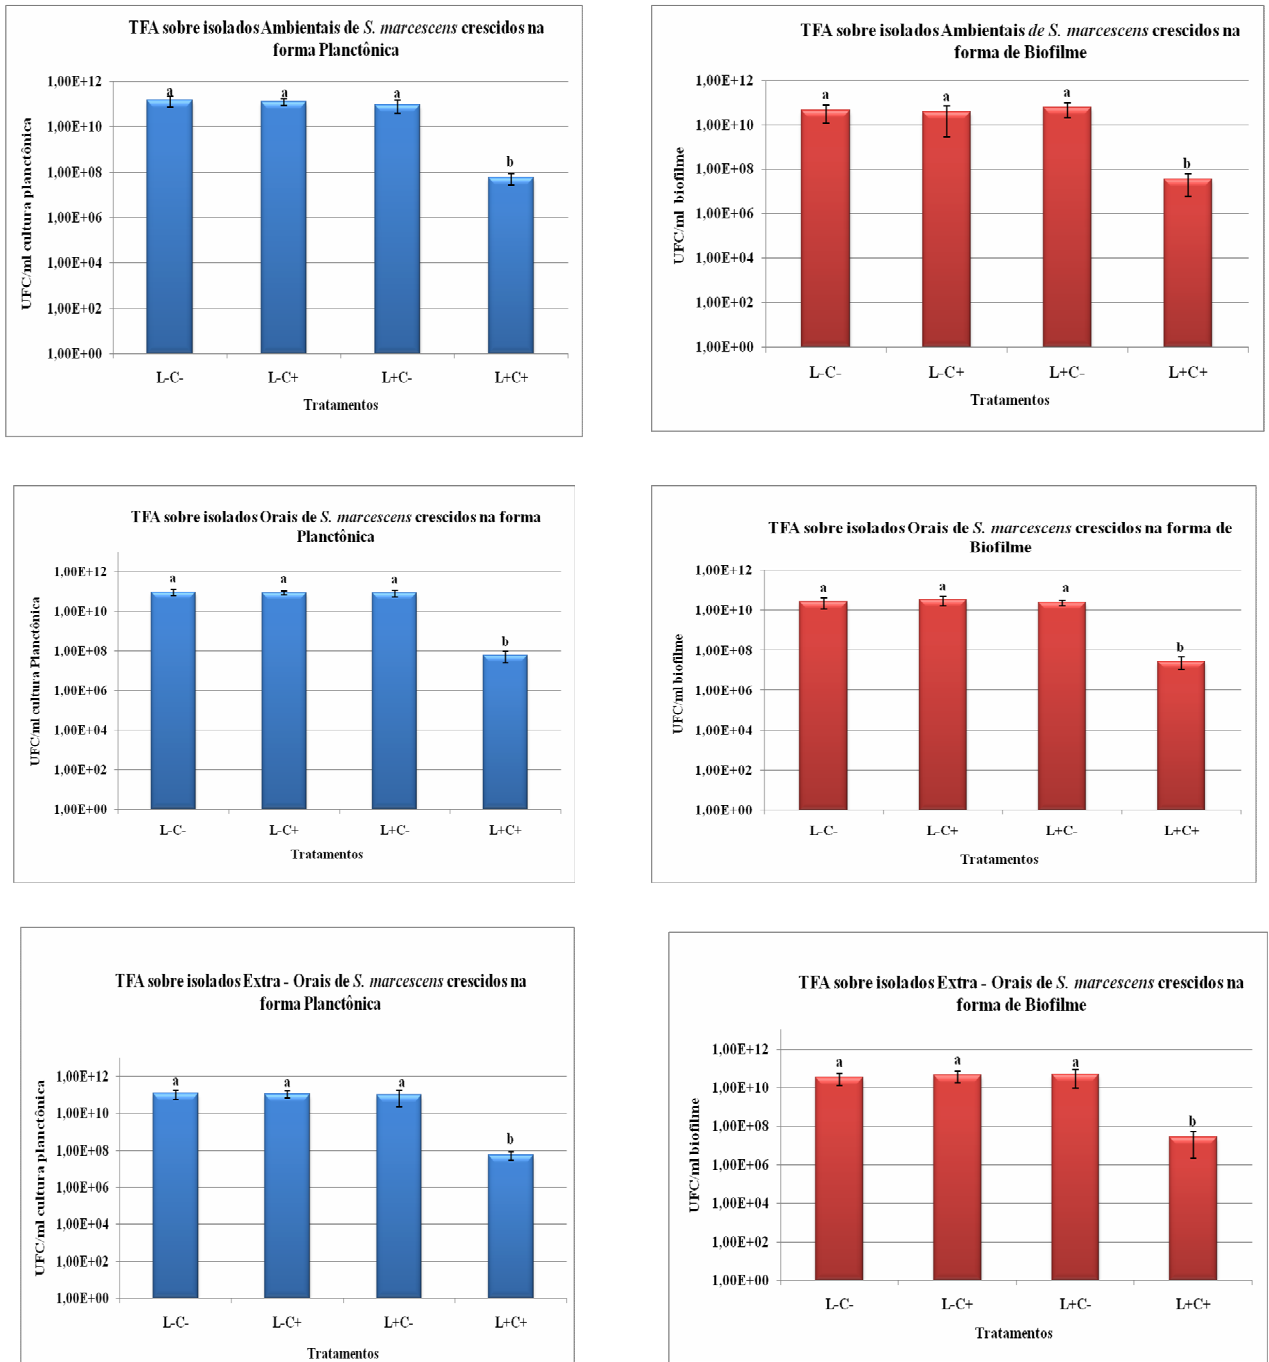 TFA sobre isolados Ambientais de S. marcescens crescidos na
forma Planctônica
1,00E+12
1,00E+10
1,00E+08
1,00E+06
1,00E+04
1,00E+02
1,00E+00
UFC/ml cultura planctônica
a
a
a
b
L-C-
L-C+
L+C-
L+C+
Tratamentos
TFA sobre isolados Ambientais de S. marcescens crescidos na
forma de Biofilme
1,00E+12
1,00E+10
1,00E+08
1,00E+06
1,00E+04
1,00E+02
1,00E+00
UFC/ml biofilme
a
a
a
b
L-C-
L-C+
L+C-
L+C+
Tratamentos
TFA sobre isolados Orais de S. marcescens crescidos na forma
Planctônica
1,00E+12
1,00E+10
1,00E+08
1,00E+06
1,00E+04
1,00E+02
1,00E+00
UFC/ml cultura Planctônica
a
a
a
b
L-C-
L-C+
L+C-
L+C+
Tratamentos
TFA sobre isolados Orais de S. marcescens crescidos na forma de
Biofilme
1,00E+12
1,00E+10
1,00E+08
1,00E+06
1,00E+04
1,00E+02
1,00E+00
UFC/ml biofilme
a
a
a
b
L-C-
L-C+
L+C-
L+C+
Tratamentos
TFA sobre isolados Extra - Orais de S. marcescens crescidos na
forma Planctônica
1,00E+12
1,00E+10
1,00E+08
1,00E+06
1,00E+04
1,00E+02
1,00E+00
UFC/ml cultura planctônica
a
a
a
b
L-C-
L-C+
L+C-
L+C+
Tratamentos
TFA sobre isolados Extra - Orais de S. marcescens crescidos na
forma de Biofilme
1,00E+12
1,00E+10
1,00E+08
1,00E+06
1,00E+04
1,00E+02
1,00E+00
UFC/ml biofilme
a
a
a
b
L-C-
L-C+
L+C-
L+C+
Tratamentos